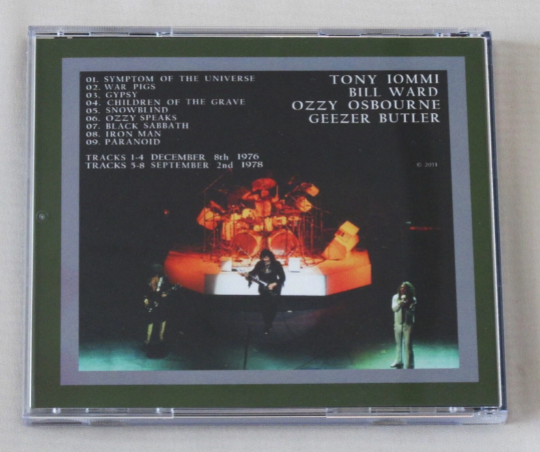 01. SYMPTOM OF THE UNIVERSE
02. WAR PIGS
03. GYPSY
04. CHILDREN OF THE GRAVE
05. SNOWBLIND
06. OZZY SPEAKS
07. BLACK SABBATH
08. IRON MAN
09. PARANOID
TRACKS 1-4 DECEMBER 8th 1976
TRACKS 5-8 SEPTEMBER 2nd 1978
TONY IOMMI
BILL WARD
OZZY OSBOURNE
GEEZER BUTLER
©